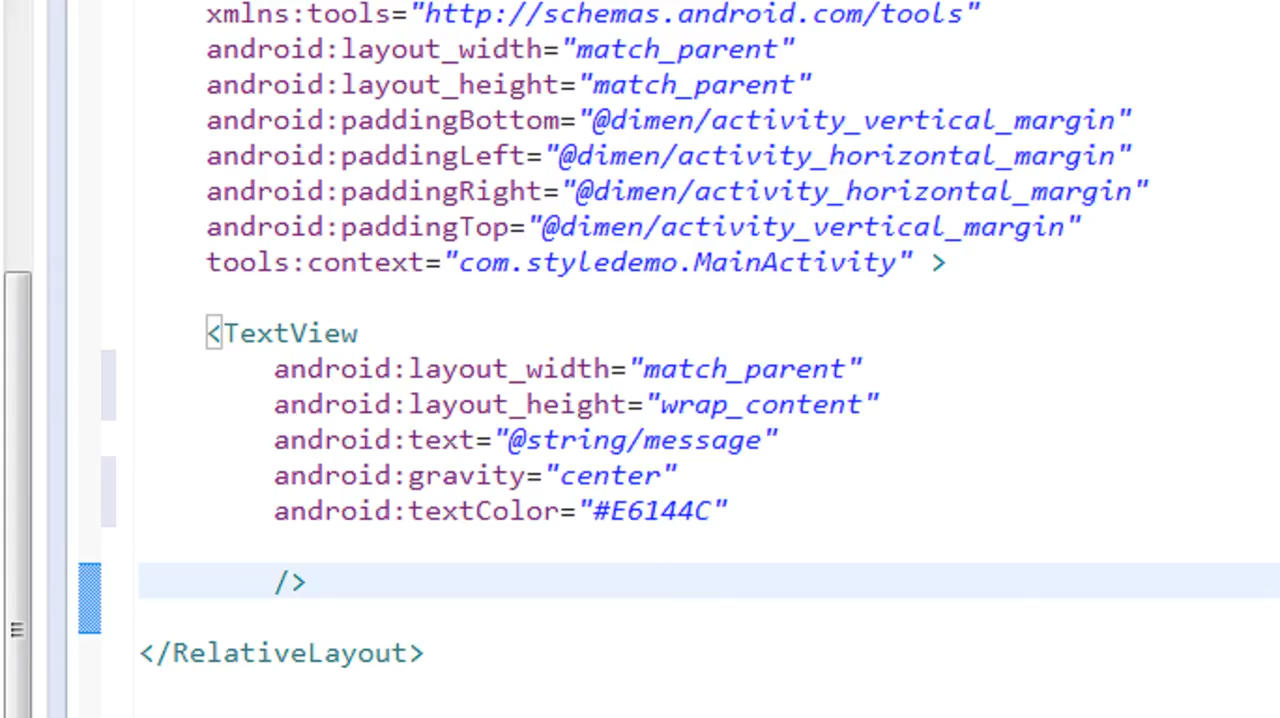 xmlns:tools="http://schemas.android.com/tools"
android:layout_width="match_parent"
android:layout_height="match_parent"
android:paddingBottom="@dimen/activity_vertical_margin"
android:paddingLeft="@dimen/activity_horizontal_margin"
android:paddingRight="@dimen/activity_horizontal_margin"
android:paddingTop="@dimen/activity_vertical_margin"
tools:context="com.styledemo.MainActivity" >
<TextView
android:layout_width="match_parent"
android:layout_height="wrap_content"
android:text="@string/message"
android:gravity="center"
android:textColor="#E6144C"
/>
</RelativeLayout>